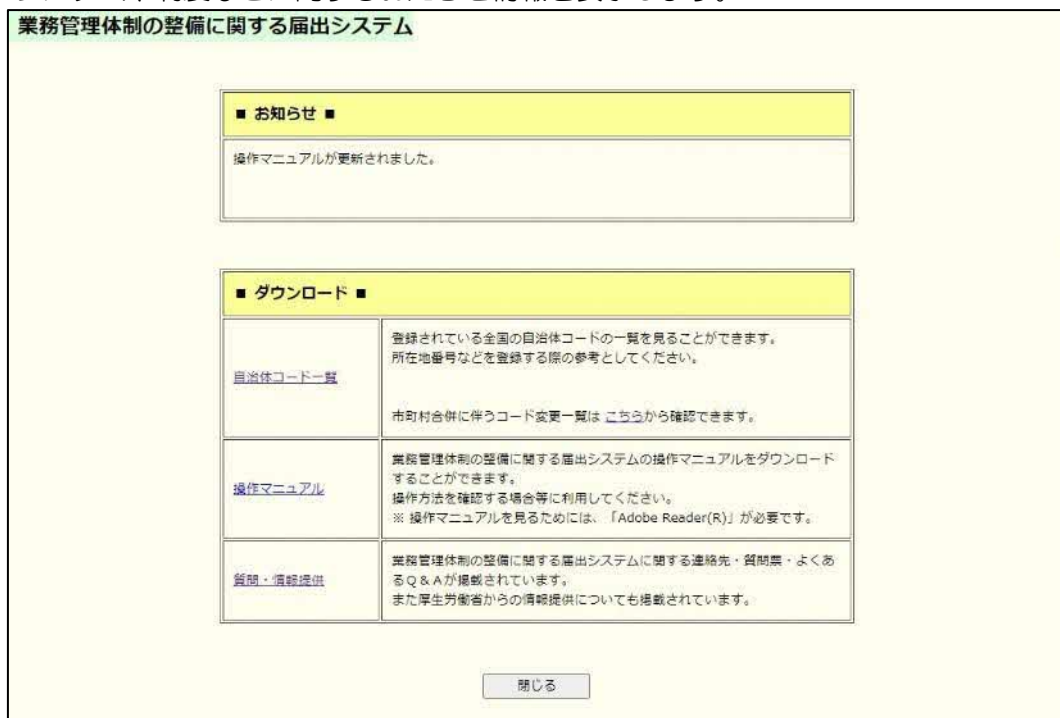 業務管理体制の整備に関する届出システム
■ お知らせ ■
操作マニュアルが更新されました。
■ ダウンロード ■
自治体コード一覧
登録されている全国の自治体コードの一覧を見ることができます。
所在地番号などを登録する際の参考としてください。
市町村合併に伴うコード変更一覧は こちらから確認できます。
操作マニュアル
業務管理体制の整備に関する届出システムの操作マニュアルをダウンロード
することができます。
操作方法を確認する場合等に利用してください。
※ 操作マニュアルを見るためには、「Adobe Reader(R)」が必要です。
質問・情報提供
業務管理体制の整備に関する届出システムに関する連絡先・質問票・よくあ
るQ&Aが掲載されています。
また厚生労働省からの情報提供についても掲載されています。
閉じる